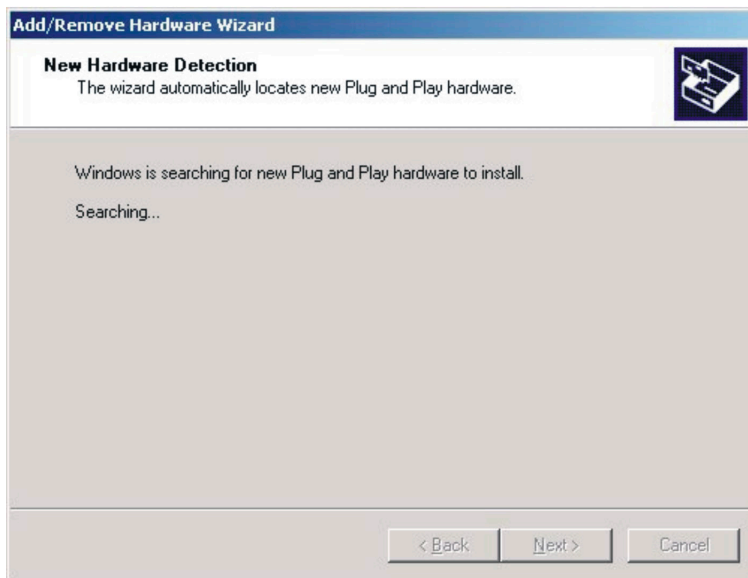 Add/Remove Hardware Wizard
New Hardware Detection
The wizard automatically locates new Plug and Play hardware.
Windows is searching for new Plug and Play hardware to install.
Searching...
< Back Next > Cancel